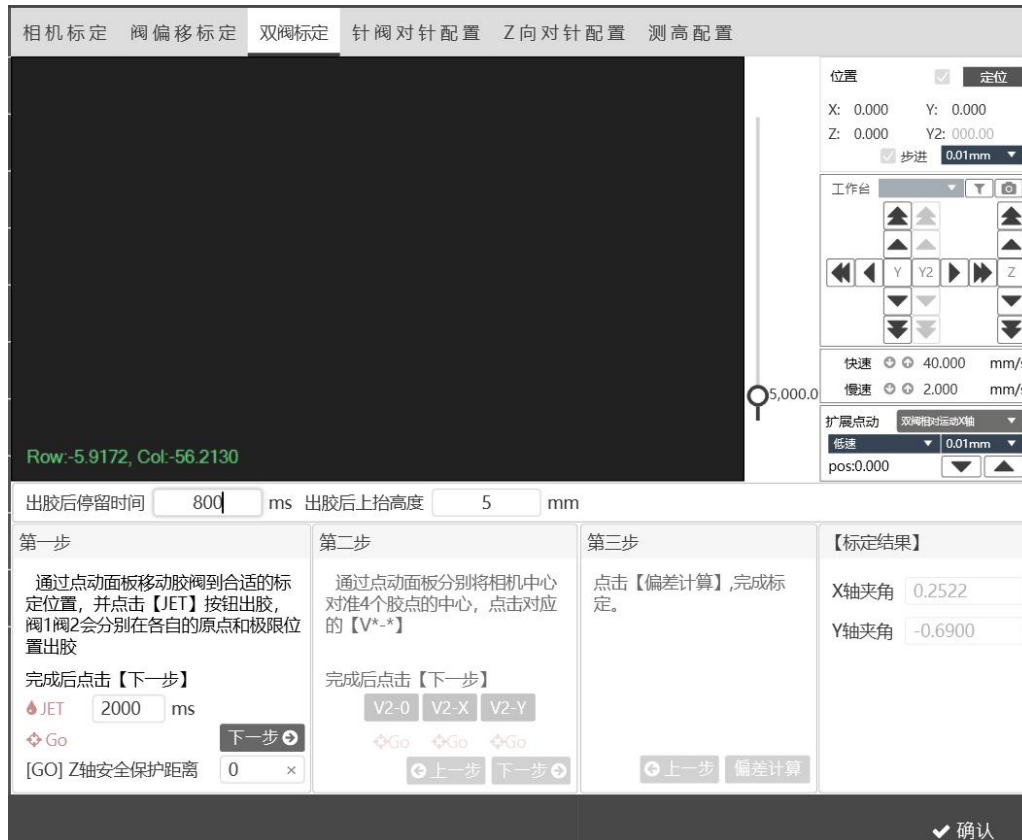 相机标定 阀偏移标定 双阀标定 针阀对针配置 Z向对针配置 测高配置
位置 定位
X: 0.000 Y: 0.000
Z: 0.000 Y2: 000.00
步进 0.01mm
工作台
Y Y2 Z
快速 40.000 mm/s
慢速 2.000 mm/s
5,000.0
扩展点动 双阀相对运动X轴
低速 0.01mm
pos:0.000
Row:-5.9172, Col:-56.2130
出胶后停留时间 800 ms 出胶后上抬高度 5 mm
第一步
通过点动面板移动胶阀到合适的标
定位置，并点击【JET】按钮出胶，
阀1阀2会分别在各自的原点和极限位
置出胶
完成后点击【下一步】
JET 2000 ms
Go 下一步
[GO] Z轴安全保护距离 0 ×
第二步
通过点动面板分别将相机中心
对准4个胶点的中心，点击对应
的【V*-*】
完成后点击【下一步】
V2-0 V2-X V2-Y
Go Go Go
上一步 下一步
第三步
点击【偏差计算】,完成标
定。
上一步 偏差计算
【标定结果】
X轴夹角 0.2522
Y轴夹角 -0.6900
确认